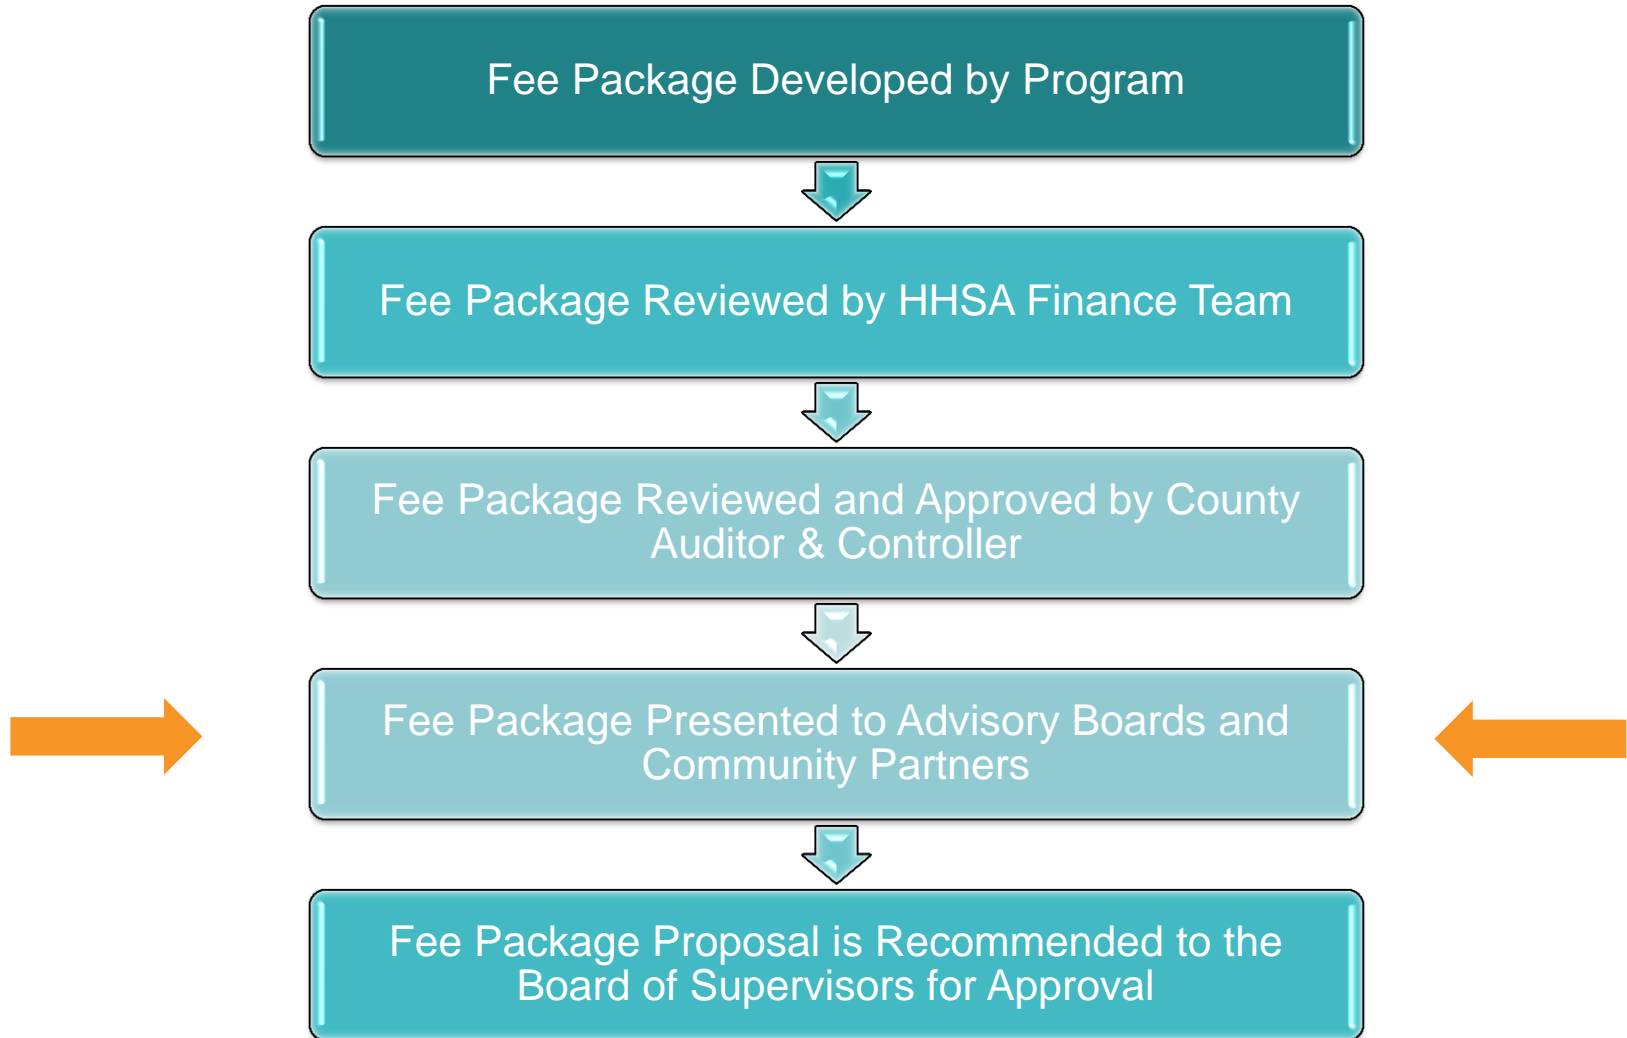 Fee Package Developed by Program
Fee Package Reviewed by HHSA Finance Team
Fee Package Reviewed and Approved by County
Auditor & Controller
Fee Package Presented to Advisory Boards and
Community Partners
Fee Package Proposal is Recommended to the
Board of Supervisors for Approval